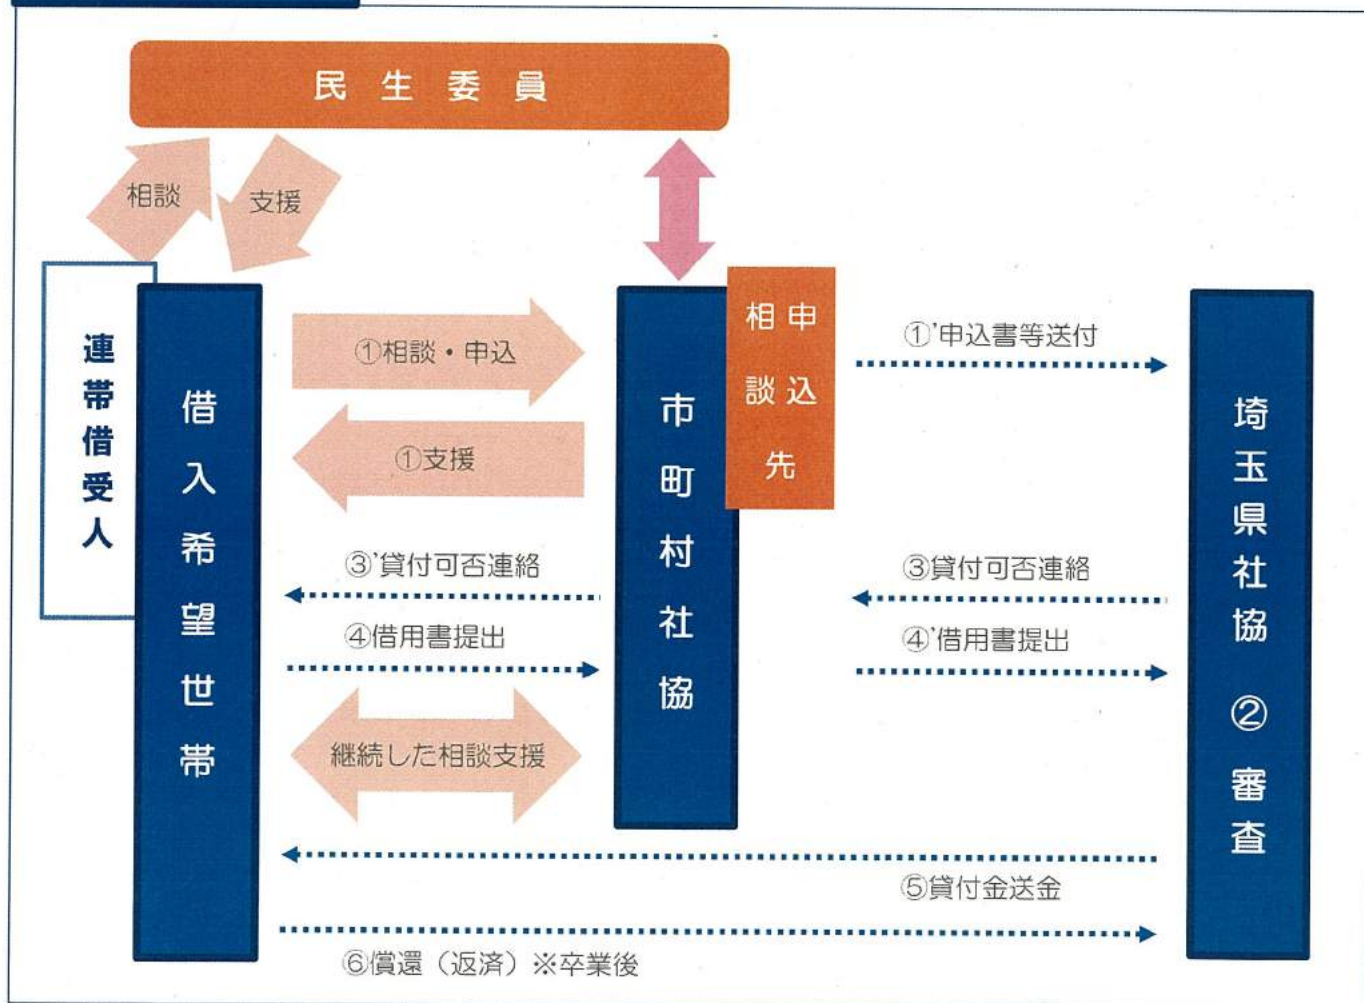 民生委員
相談
支援
連帯借受人
借入希望世帯
①相談・申込
①支援
③'貸付可否連絡
④借用書提出
継続した相談支援
市町村社協
申込
相談先
①'申込書等送付
③貸付可否連絡
④'借用書提出
埼玉県社協 ②審査
⑤貸付金送金
⑥償還（返済）※卒業後